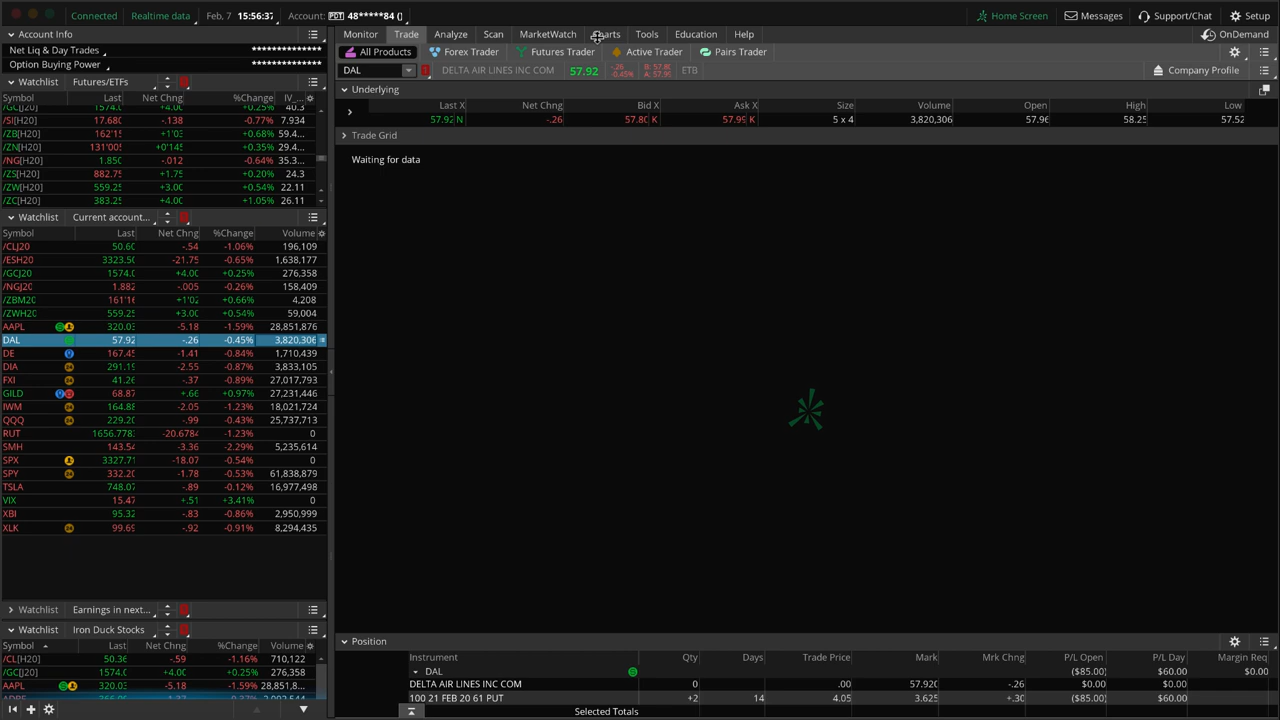 Connected Realtime data Feb. 7 15:56:37 Account: PDT 48*****84 ( Home Screen Messages Support/Chat Setup
Account Info
Net Liq & Day Trades **************
Option Buying Power **************
Watchlist Futures/ETFs
Symbol Last Net Chng %Change IV_
/GC[J20] 1574.0 +4.00 +0.25% 40.3
/SI[H20] 17.680 -.138 -0.77% 7.934
/ZB[H20] 162'15 +1'03 +0.68% 59.4...
/ZN[H20] 131'005 +0'145 +0.35% 29.4...
/NG[H20] 1.850 -.012 -0.64% 35.3...
/ZS[H20] 882.75 +1.75 +0.20% 24.3
/ZW[H20] 559.25 +3.00 +0.54% 22.11
/ZC[H20] 383.25 +4.00 +1.05% 26.11
Watchlist Current account...
Symbol Last Net Chng %Change Volume
/CLJ20 50.60 -.54 -1.06% 196,109
/ESH20 3323.50 -21.75 -0.65% 1,638,177
/GCJ20 1574.0 +4.00 +0.25% 276,358
/NGJ20 1.882 -.005 -0.26% 158,409
/ZBM20 161'16 +1'02 +0.66% 4,208
/ZWH20 559.25 +3.00 +0.54% 59,004
AAPL 320.03 -5.18 -1.59% 28,851,876
DAL 57.92 -.26 -0.45% 3,820,306
DE 167.45 -1.41 -0.84% 1,710,439
DIA 291.19 -2.55 -0.87% 3,833,105
FXI 41.26 -.37 -0.89% 27,017,793
GILD 68.87 +.66 +0.97% 27,231,446
IWM 164.88 -2.05 -1.23% 18,021,724
QQQ 229.20 -.99 -0.43% 25,737,713
RUT 1656.7783 -20.6784 -1.23% 0
SMH 143.54 -3.36 -2.29% 5,235,614
SPX 3327.71 -18.07 -0.54% 0
SPY 332.20 -1.78 -0.53% 61,838,879
TSLA 748.07 -.89 -0.12% 16,977,498
VIX 15.47 +.51 +3.41% 0
XBI 95.32 -.83 -0.86% 2,950,999
XLK 99.69 -.92 -0.91% 8,294,435
Watchlist Earnings in next...
Watchlist Iron Duck Stocks
Symbol Last Net Chng %Change Volume
/CL[H20] 50.36 -.59 -1.16% 710,122
/GC[J20] 1574.0 +4.00 +0.25% 276,358
AAPL 320.03 -5.18 -1.59% 28,851,8...
Monitor Trade Analyze Scan MarketWatch Charts Tools Education Help OnDemand
All Products Forex Trader Futures Trader Active Trader Pairs Trader
DAL DELTA AIR LINES INC COM 57.92 -.26 -0.45% B: 57.80 A: 57.99 ETB Company Profile
Underlying
Last X Net Chng Bid X Ask X Size Volume Open High Low
57.92 N -.26 57.80 K 57.99 K 5 x 4 3,820,306 57.96 58.25 57.52
Trade Grid
Waiting for data
Position
Instrument Qty Days Trade Price Mark Mrk Chng P/L Open P/L Day Margin Req
DAL ($85.00) $60.00 $0.00
DELTA AIR LINES INC COM 0 .00 57.920 -.26 $0.00 $0.00
100 21 FEB 20 61 PUT +2 14 4.05 3.625 +.30 ($85.00) $60.00
Selected Totals